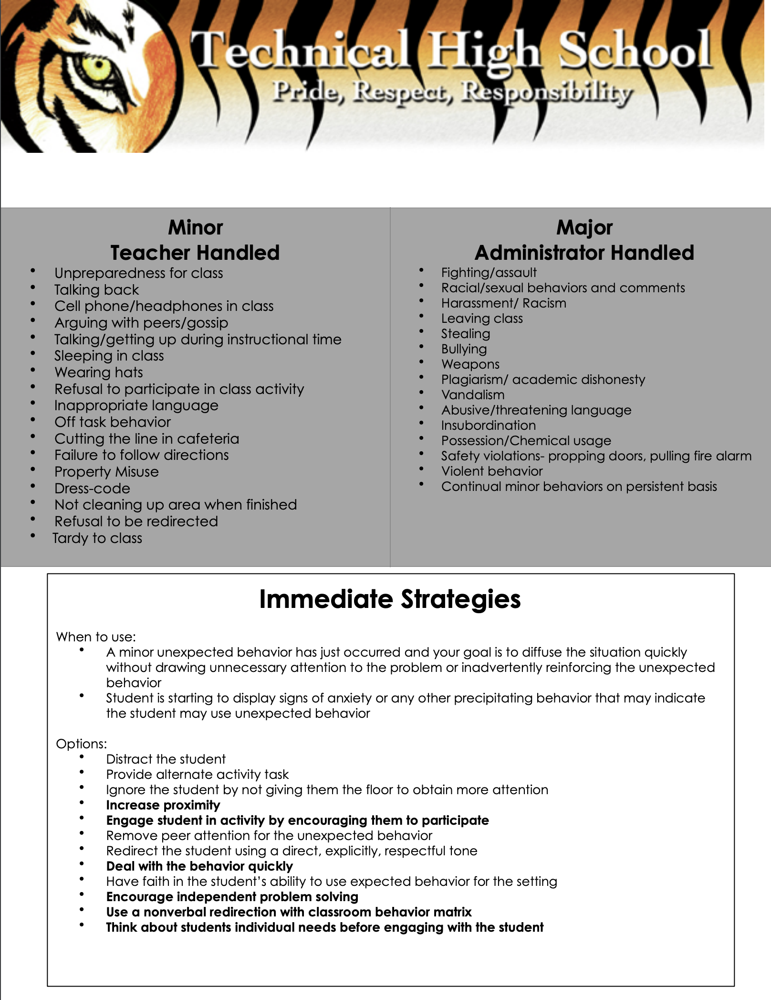 Technical High School
Pride, Respect, Responsibility
Minor
Teacher Handled
• Unpreparedness for class
• Talking back
• Cell phone/headphones in class
• Arguing with peers/gossip
• Talking/getting up during instructional time
• Sleeping in class
• Wearing hats
• Refusal to participate in class activity
• Inappropriate language
• Off task behavior
• Cutting the line in cafeteria
• Failure to follow directions
• Property Misuse
• Dress-code
• Not cleaning up area when finished
• Refusal to be redirected
• Tardy to class
Major
Administrator Handled
• Fighting/assault
• Racial/sexual behaviors and comments
• Harassment/ Racism
• Leaving class
• Stealing
• Bullying
• Weapons
• Plagiarism/ academic dishonesty
• Vandalism
• Abusive/threatening language
• Insubordination
• Possession/Chemical usage
• Safety violations- propping doors, pulling fire alarm
• Violent behavior
• Continual minor behaviors on persistent basis
Immediate Strategies
When to use:
• A minor unexpected behavior has just occurred and your goal is to diffuse the situation quickly
without drawing unnecessary attention to the problem or inadvertently reinforcing the unexpected
behavior
• Student is starting to display signs of anxiety or any other precipitating behavior that may indicate
the student may use unexpected behavior
Options:
• Distract the student
• Provide alternate activity task
• Ignore the student by not giving them the floor to obtain more attention
• Increase proximity
• Engage student in activity by encouraging them to participate
• Remove peer attention for the unexpected behavior
• Redirect the student using a direct, explicitly, respectful tone
• Deal with the behavior quickly
• Have faith in the student’s ability to use expected behavior for the setting
• Encourage independent problem solving
• Use a nonverbal redirection with classroom behavior matrix
• Think about students individual needs before engaging with the student